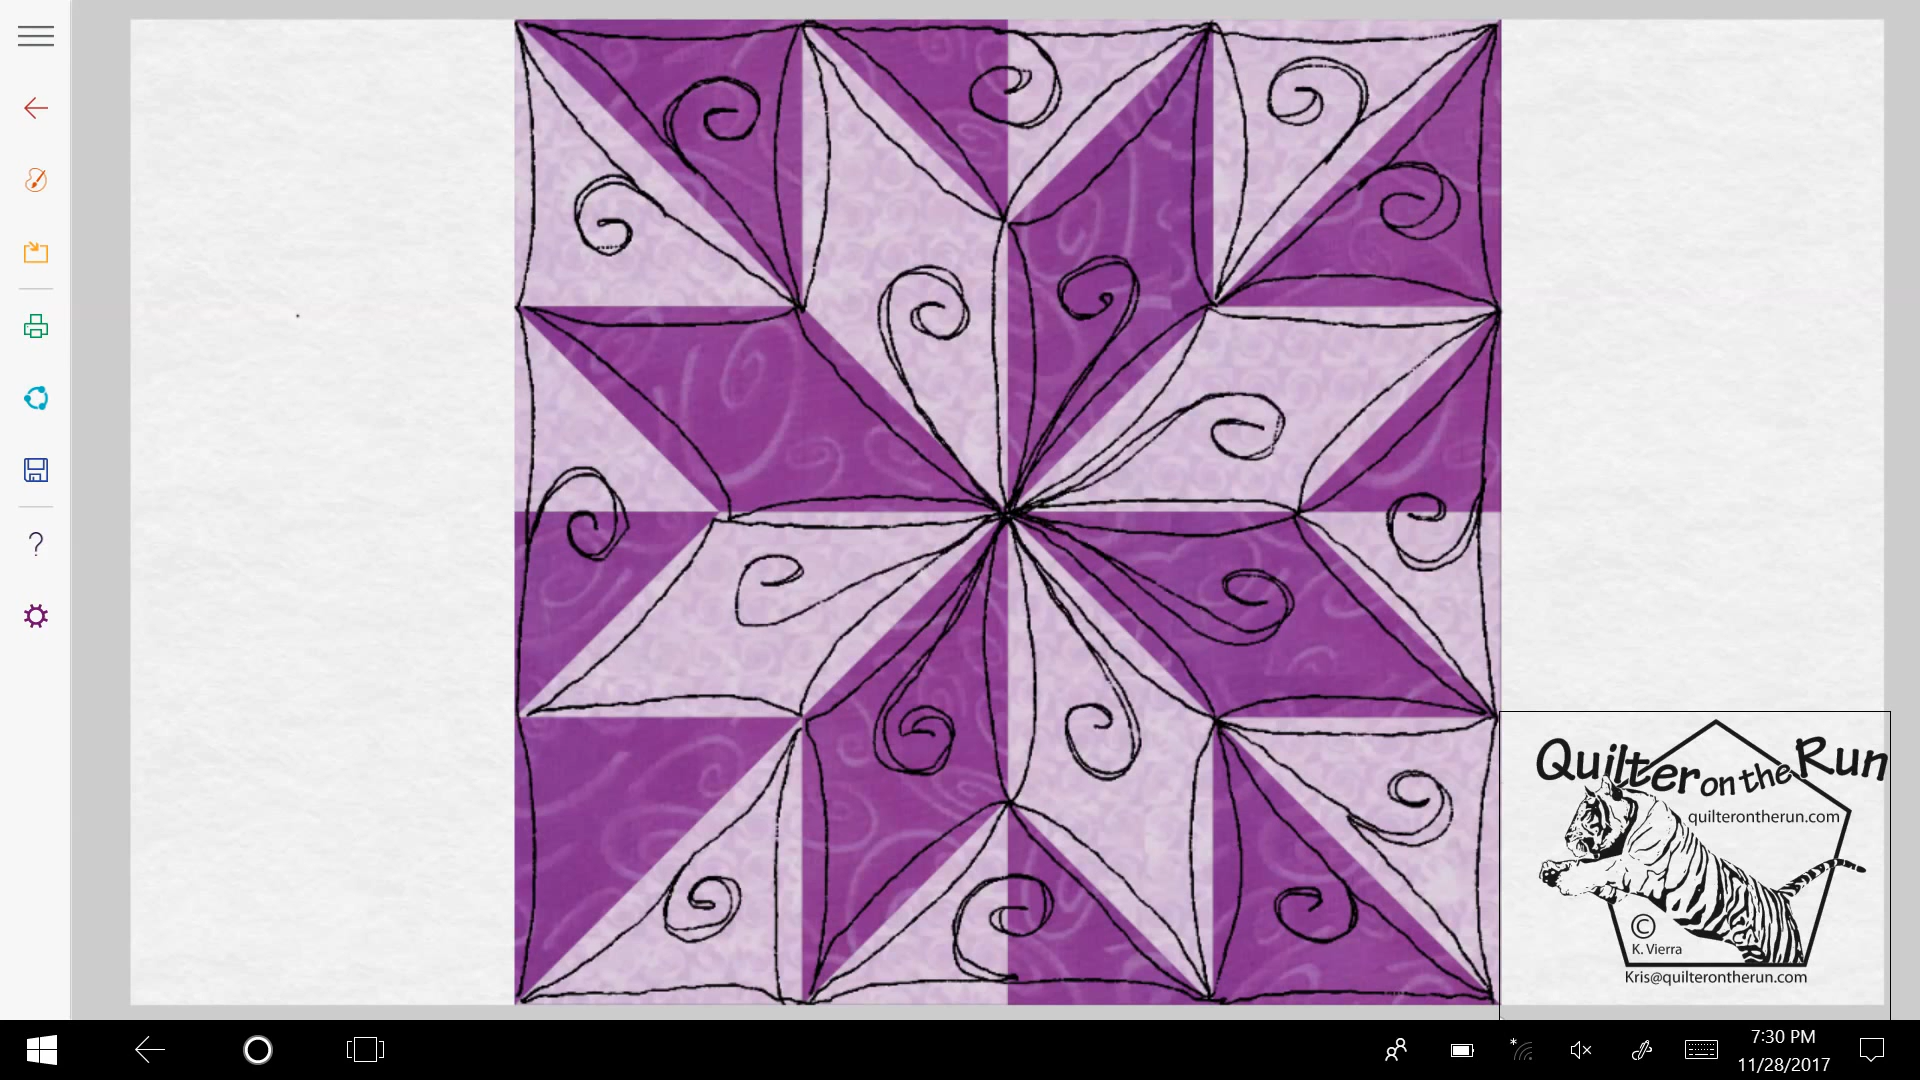 Quilter on the Run
quilterontherun.com
©
K. Vierra
Kris@quilterontherun.com
?
7:30 PM
11/28/2017